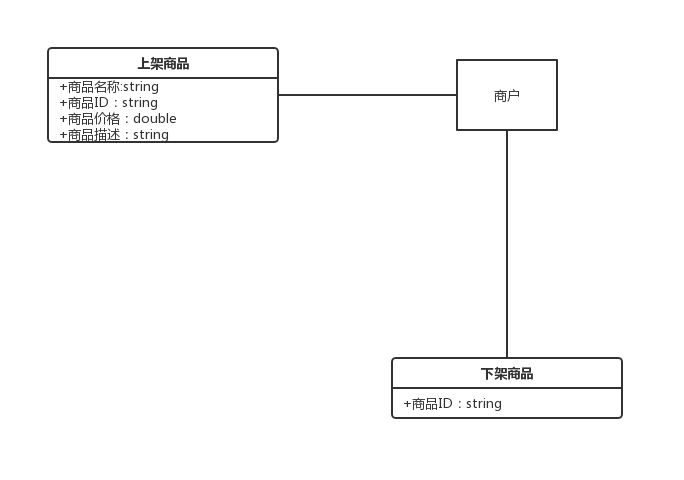 上架商品
+商品名称:string
+商品ID：string
+商品价格：double
+商品描述：string
商户
下架商品
+商品ID：string